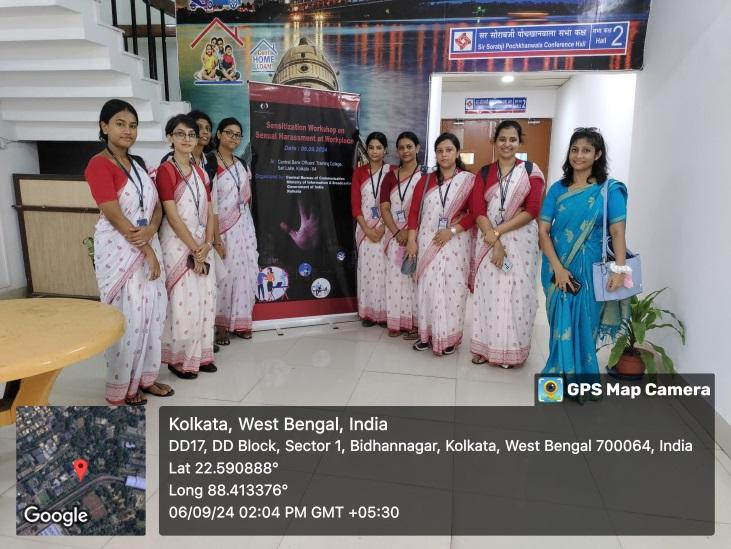 सर सोराबजी पोचखानवाला सभा कक्ष
Sir Sorabji Pochkhanwala Conference Hall
सभा कक्ष
Hall 2
Cent
HOME
LOAN
Sensitization Workshop on
Sexual Harassment at Workplace
Date : 06.09.2024
At : Central Bank Officers' Training College,
Salt Lake, Kolkata - 64
Organised by: Central Bureau of Communication
Ministry of Information & Broadcasting
Government of India
Kolkata
GPS Map Camera
Kolkata, West Bengal, India
DD17, DD Block, Sector 1, Bidhannagar, Kolkata, West Bengal 700064, India
Lat 22.590888°
Long 88.413376°
06/09/24 02:04 PM GMT +05:30
Google